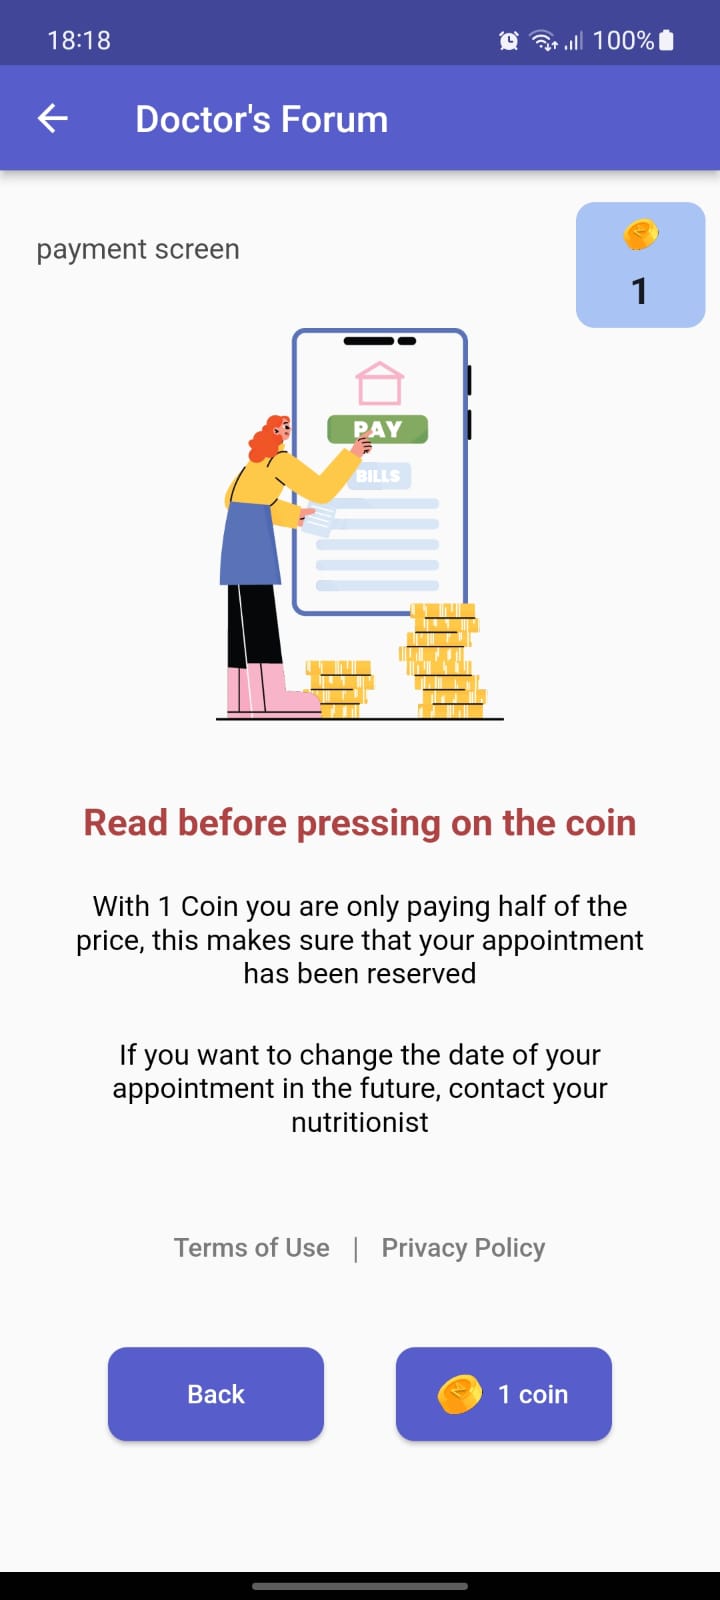 18:18
100%
Doctor's Forum
payment screen
1
PAY
BILLS
Read before pressing on the coin
With 1 Coin you are only paying half of the
price, this makes sure that your appointment
has been reserved
If you want to change the date of your
appointment in the future, contact your
nutritionist
Terms of Use | Privacy Policy
Back
1 coin